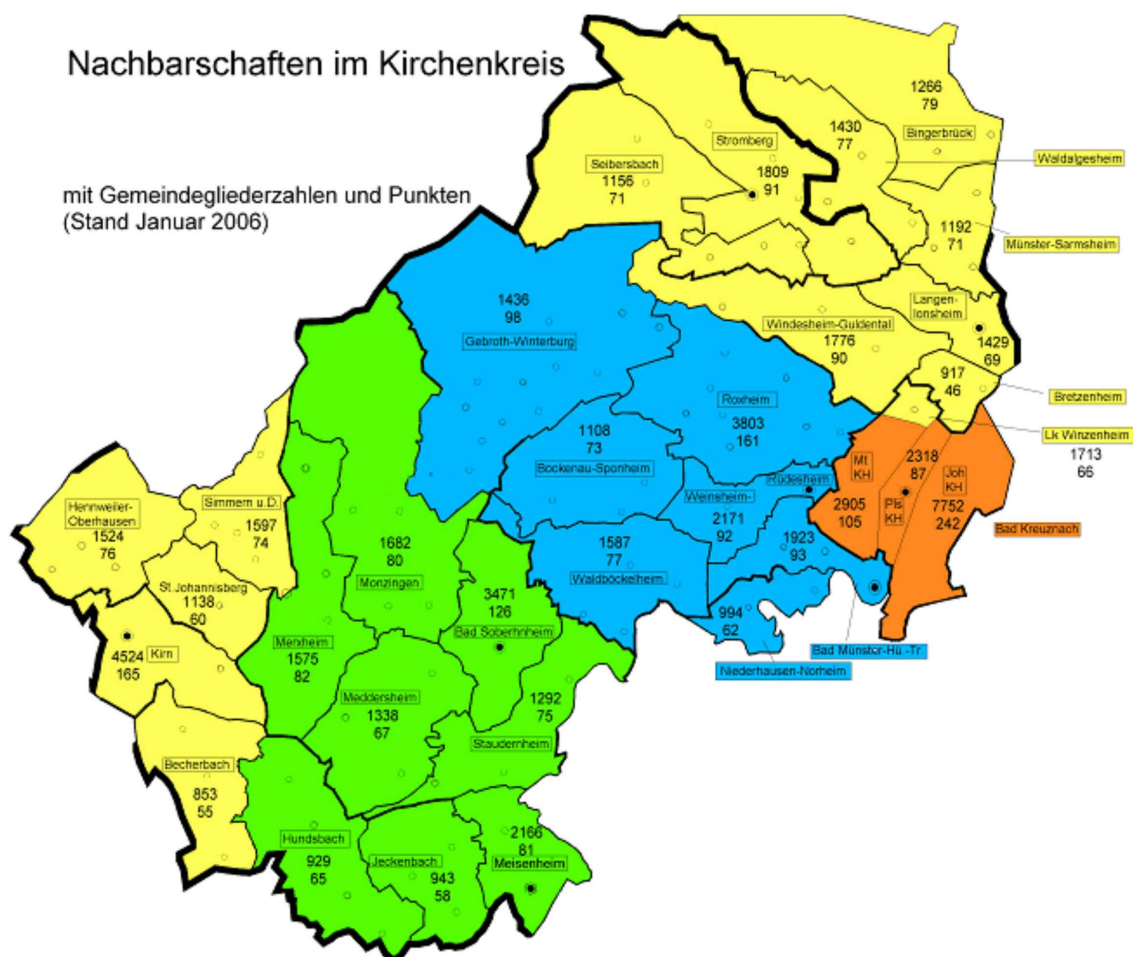 Nachbarschaften im Kirchenkreis
mit Gemeindegliederzahlen und Punkten
(Stand Januar 2006)
1266
79
Bingerbrück
1430
77
Waldalgesheim
Stromberg
1809
91
Seibersbach
1156
71
1192
71
Münster-Sarmsheim
Langen-
lonsheim
1429
69
Windesheim-Guldental
1776
90
917
46
Bretzenheim
Lk Winzenheim
1713
66
1436
98
Gebroth-Winterburg
Roxheim
3803
161
1108
73
Bockenau-Sponheim
Rüdesheim
Weinsheim-
2171
92
1923
93
1587
77
Waldböckelheim
994
62
Bad Münster-Hü.-Tr.
Niederhausen-Norheim
Mt
KH
2905
105
2318
87
Pls
KH
Joh
KH
7752
242
Bad Kreuznach
Hennweiler-
Oberhausen
1524
76
Simmern u.D.
1597
74
St.Johannisberg
1138
60
4524
165
Kirn
Becherbach
853
55
1682
80
Monzingen
3471
126
Bad Sobernhneim
Merxheim
1575
82
Meddersheim
1338
67
1292
75
Staudernheim
Hundsbach
929
65
Jeckenbach
943
58
2166
81
Meisenheim